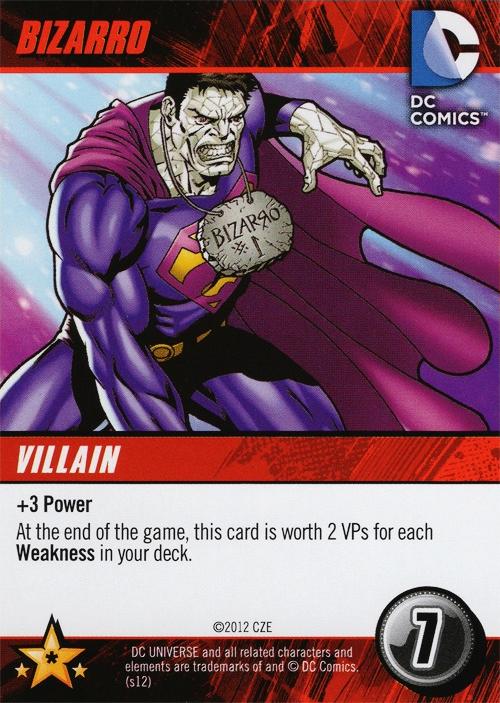 BIZARRO
DC
COMICS™
BIZARRO
# 1
VILLAIN
+3 Power
At the end of the game, this card is worth 2 VPs for each
Weakness in your deck.
©2012 CZE
*
DC UNIVERSE and all related characters and
elements are trademarks of and © DC Comics.
(s12)
7